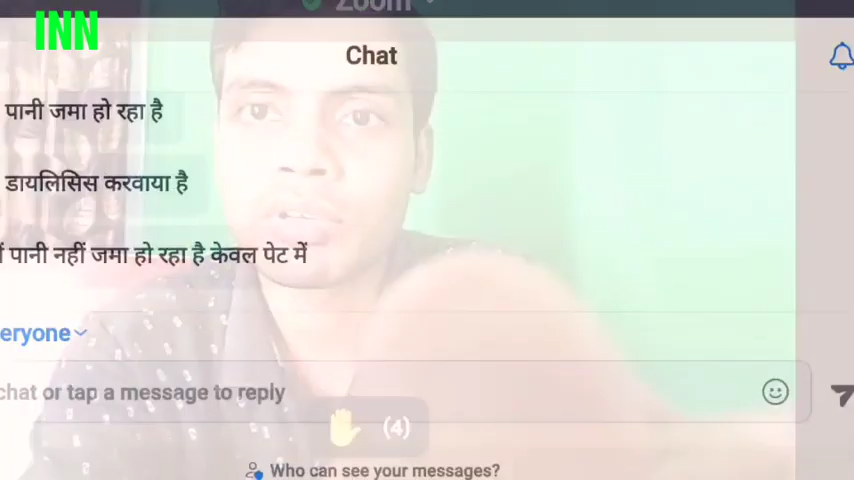 INN
Zoom
Chat
पानी जमा हो रहा है
डायलिसिस करवाया है
पानी नहीं जमा हो रहा है केवल पेट में
eryone
chat or tap a message to reply
(4)
Who can see your messages?